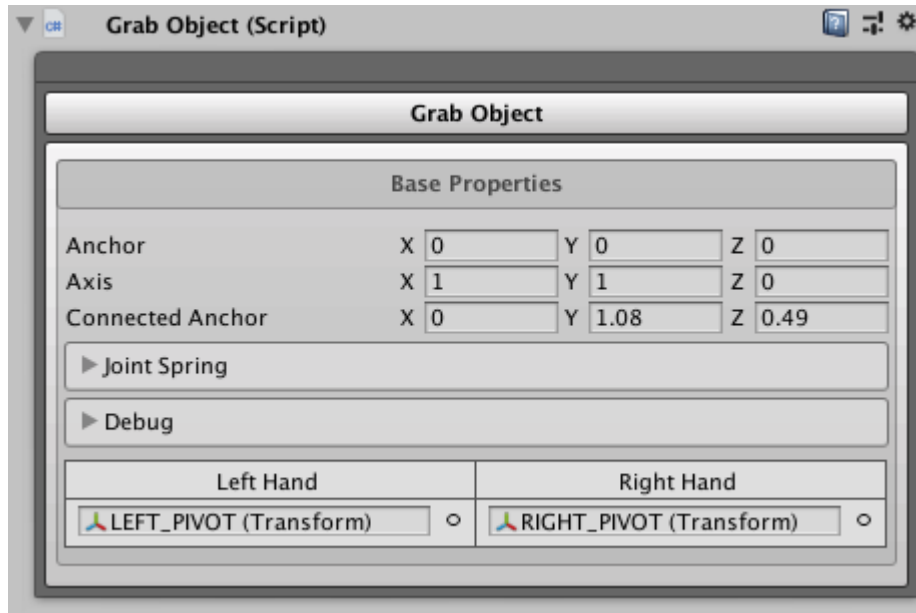 C# Grab Object (Script)
Grab Object
Base Properties
Anchor X 0 Y 0 Z 0
Axis X 1 Y 1 Z 0
Connected Anchor X 0 Y 1.08 Z 0.49
Joint Spring
Debug
Left Hand Right Hand
LEFT_PIVOT (Transform) RIGHT_PIVOT (Transform)